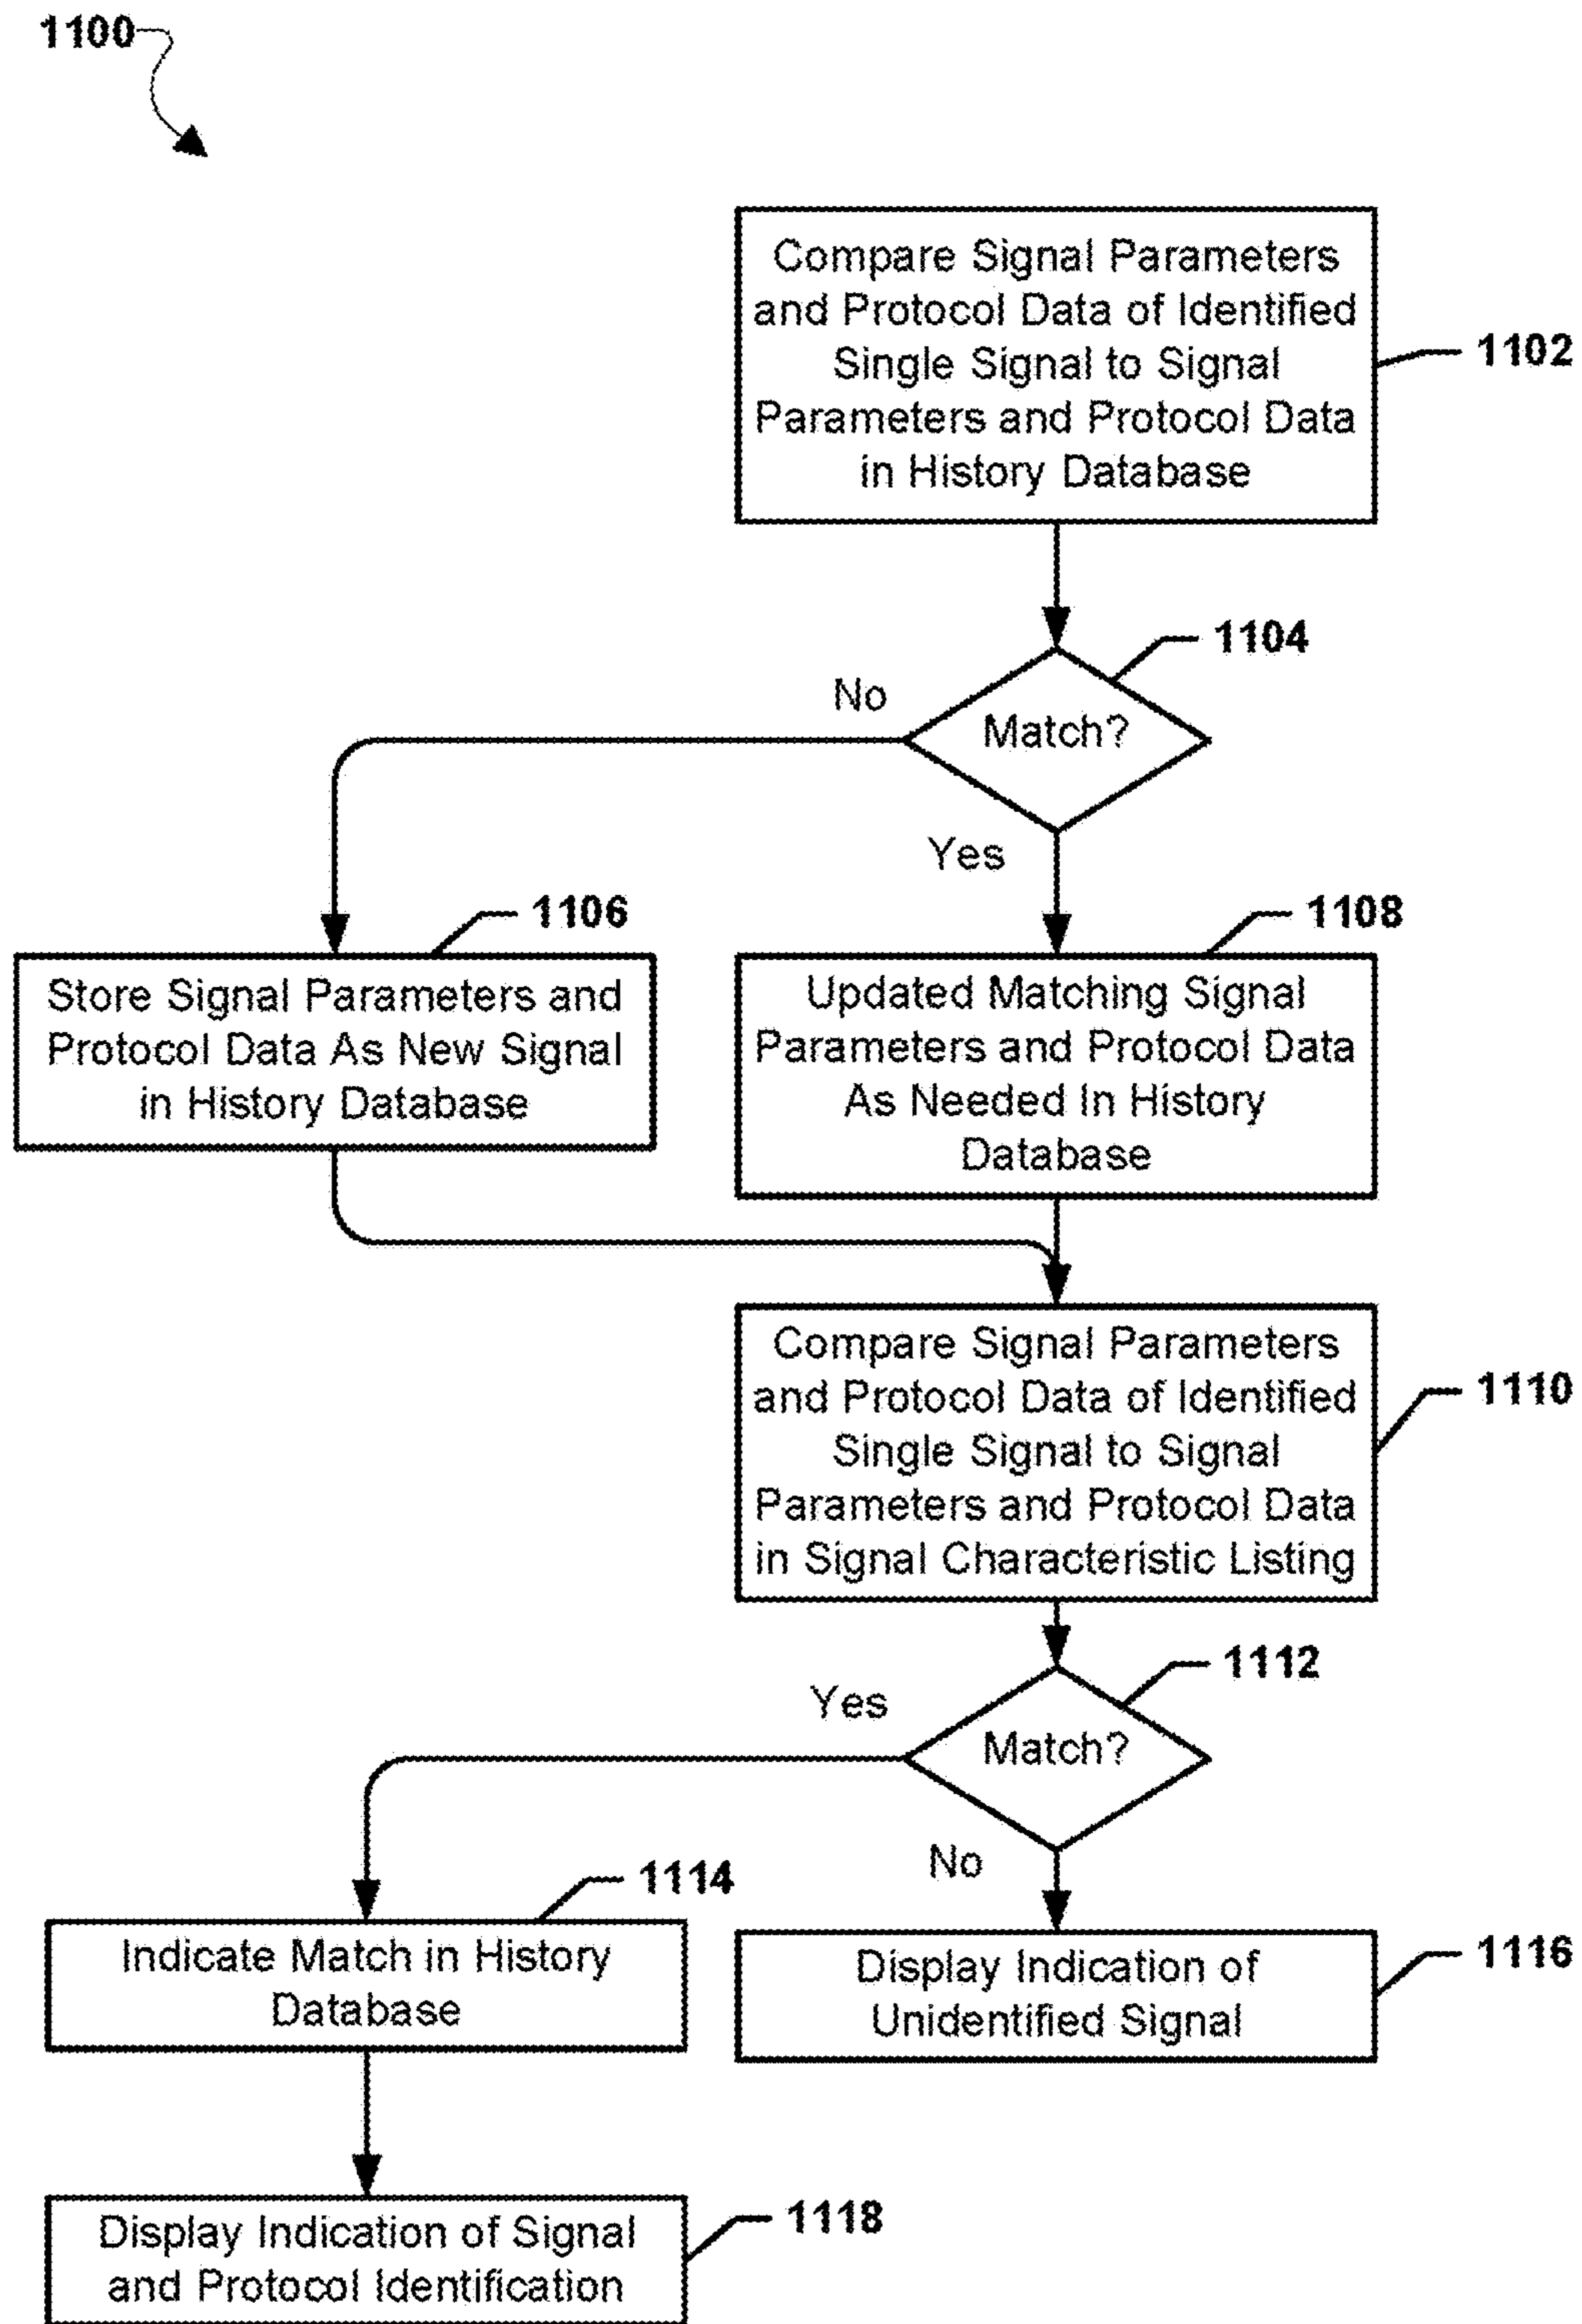 1100
Compare Signal Parameters
and Protocol Data of Identified
Single Signal to Signal
Parameters and Protocol Data
in History Database
1102
1104
No
Match?
Yes
1106
1108
Store Signal Parameters and
Protocol Data As New Signal
in History Database
Updated Matching Signal
Parameters and Protocol Data
As Needed In History
Database
Compare Signal Parameters
and Protocol Data of Identified
Single Signal to Signal
Parameters and Protocol Data
in Signal Characteristic Listing
1110
1112
Yes
Match?
No
1114
Indicate Match in History
Database
Display Indication of
Unidentified Signal
1116
Display Indication of Signal
and Protocol Identification
1118